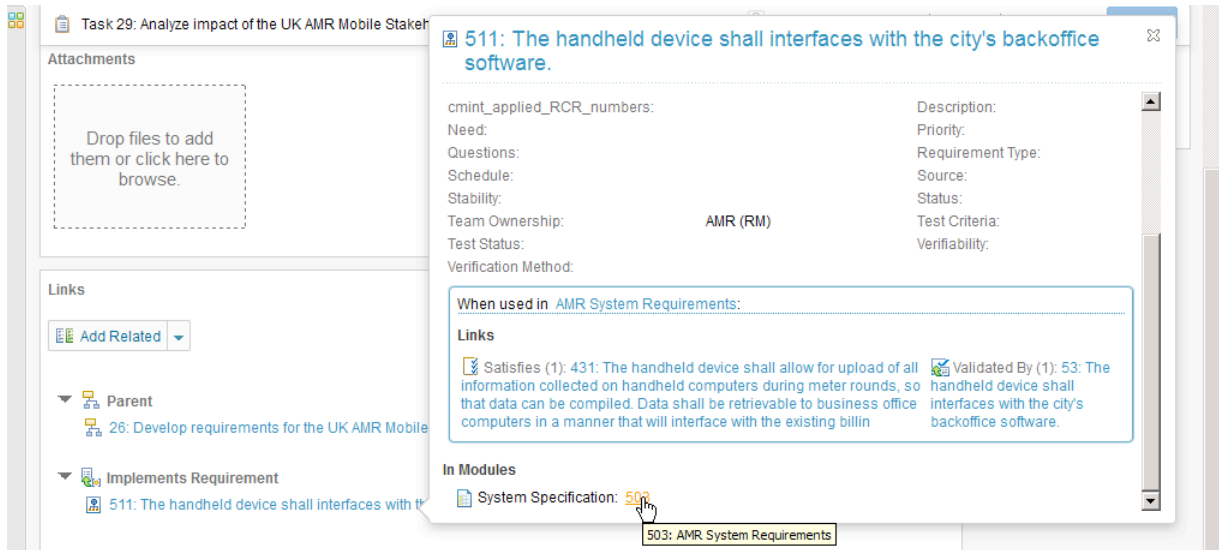 Task 29: Analyze impact of the UK AMR Mobile Stakeh
Attachments
Drop files to add
them or click here to
browse.
Links
Add Related
Parent
26: Develop requirements for the UK AMR Mobile
Implements Requirement
511: The handheld device shall interfaces with th
511: The handheld device shall interfaces with the city's backoffice
software.
cmint_applied_RCR_numbers:
Description:
Need:
Priority:
Questions:
Requirement Type:
Schedule:
Source:
Stability:
Status:
Team Ownership: AMR (RM)
Test Criteria:
Test Status:
Verifiability:
Verification Method:
When used in AMR System Requirements:
Links
Satisfies (1): 431: The handheld device shall allow for upload of all
information collected on handheld computers during meter rounds, so
that data can be compiled. Data shall be retrievable to business office
computers in a manner that will interface with the existing billin
Validated By (1): 53: The
handheld device shall
interfaces with the city's
backoffice software.
In Modules
System Specification: 503
503: AMR System Requirements